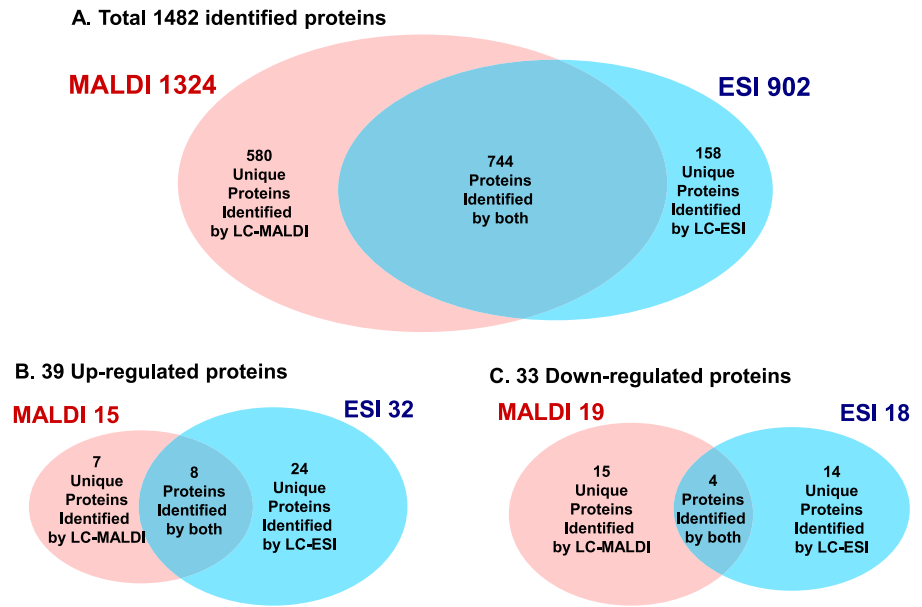 A. Total 1482 identified proteins
MALDI 1324
ESI 902
580
Unique
Proteins
Identified
by LC-MALDI
744
Proteins
Identified
by both
158
Unique
Proteins
Identified
by LC-ESI
B. 39 Up-regulated proteins
MALDI 15
ESI 32
7
Unique
Proteins
Identified
by LC-MALDI
8
Proteins
Identified
by both
24
Unique
Proteins
Identified
by LC-ESI
C. 33 Down-regulated proteins
MALDI 19
ESI 18
15
Unique
Proteins
Identified
by LC-MALDI
4
Proteins
Identified
by both
14
Unique
Proteins
Identified
by LC-ESI